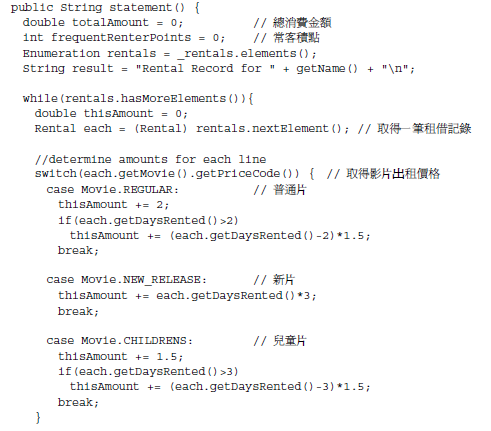 public String statement() {
  double totalAmount = 0;          // 總消費金額
  int frequentRenterPoints = 0;    // 常客積點
  Enumeration rentals = _rentals.elements();
  String result = "Rental Record for " + getName() + "\n";

  while(rentals.hasMoreElements()){
    double thisAmount = 0;
    Rental each = (Rental) rentals.nextElement(); // 取得一筆租借記錄

    //determine amounts for each line
    switch(each.getMovie().getPriceCode()) {  // 取得影片出租價格
      case Movie.REGULAR:          // 普通片
        thisAmount += 2;
        if(each.getDaysRented()>2)
          thisAmount += (each.getDaysRented()-2)*1.5;
        break;

      case Movie.NEW_RELEASE:      // 新片
        thisAmount += each.getDaysRented()*3;
        break;

      case Movie.CHILDRENS:        // 兒童片
        thisAmount += 1.5;
        if(each.getDaysRented()>3)
          thisAmount += (each.getDaysRented()-3)*1.5;
        break;
    }